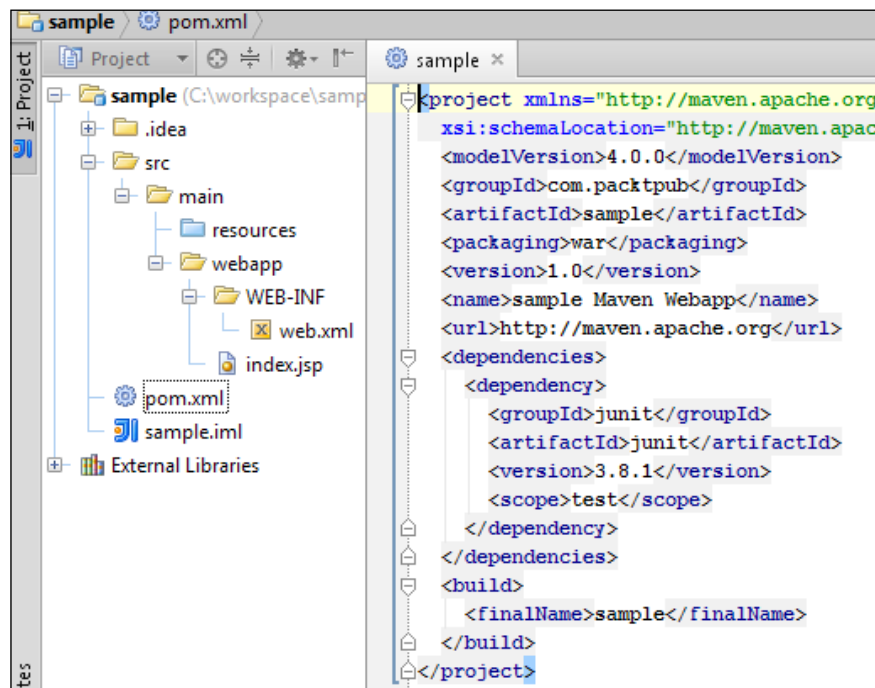 sample pom.xml
1: Project
Project
sample (C:\workspace\samp
.idea
src
main
resources
webapp
WEB-INF
web.xml
index.jsp
pom.xml
sample.iml
External Libraries
sample
<project xmlns="http://maven.apache.org
xsi:schemaLocation="http://maven.apac
<modelVersion>4.0.0</modelVersion>
<groupId>com.packtpub</groupId>
<artifactId>sample</artifactId>
<packaging>war</packaging>
<version>1.0</version>
<name>sample Maven Webapp</name>
<url>http://maven.apache.org</url>
<dependencies>
<dependency>
<groupId>junit</groupId>
<artifactId>junit</artifactId>
<version>3.8.1</version>
<scope>test</scope>
</dependency>
</dependencies>
<build>
<finalName>sample</finalName>
</build>
</project>
tes